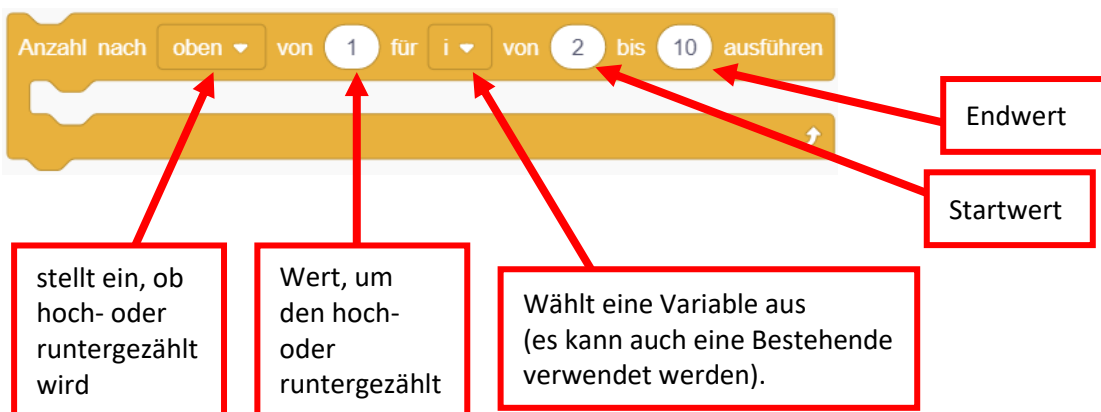 Anzahl nach oben von 1 für i von 2 bis 10 ausführen
Endwert
Startwert
stellt ein, ob
hoch- oder
runtergezählt
wird
Wert, um
den hoch-
oder
runtergezählt
Wählt eine Variable aus
(es kann auch eine Bestehende
verwendet werden).